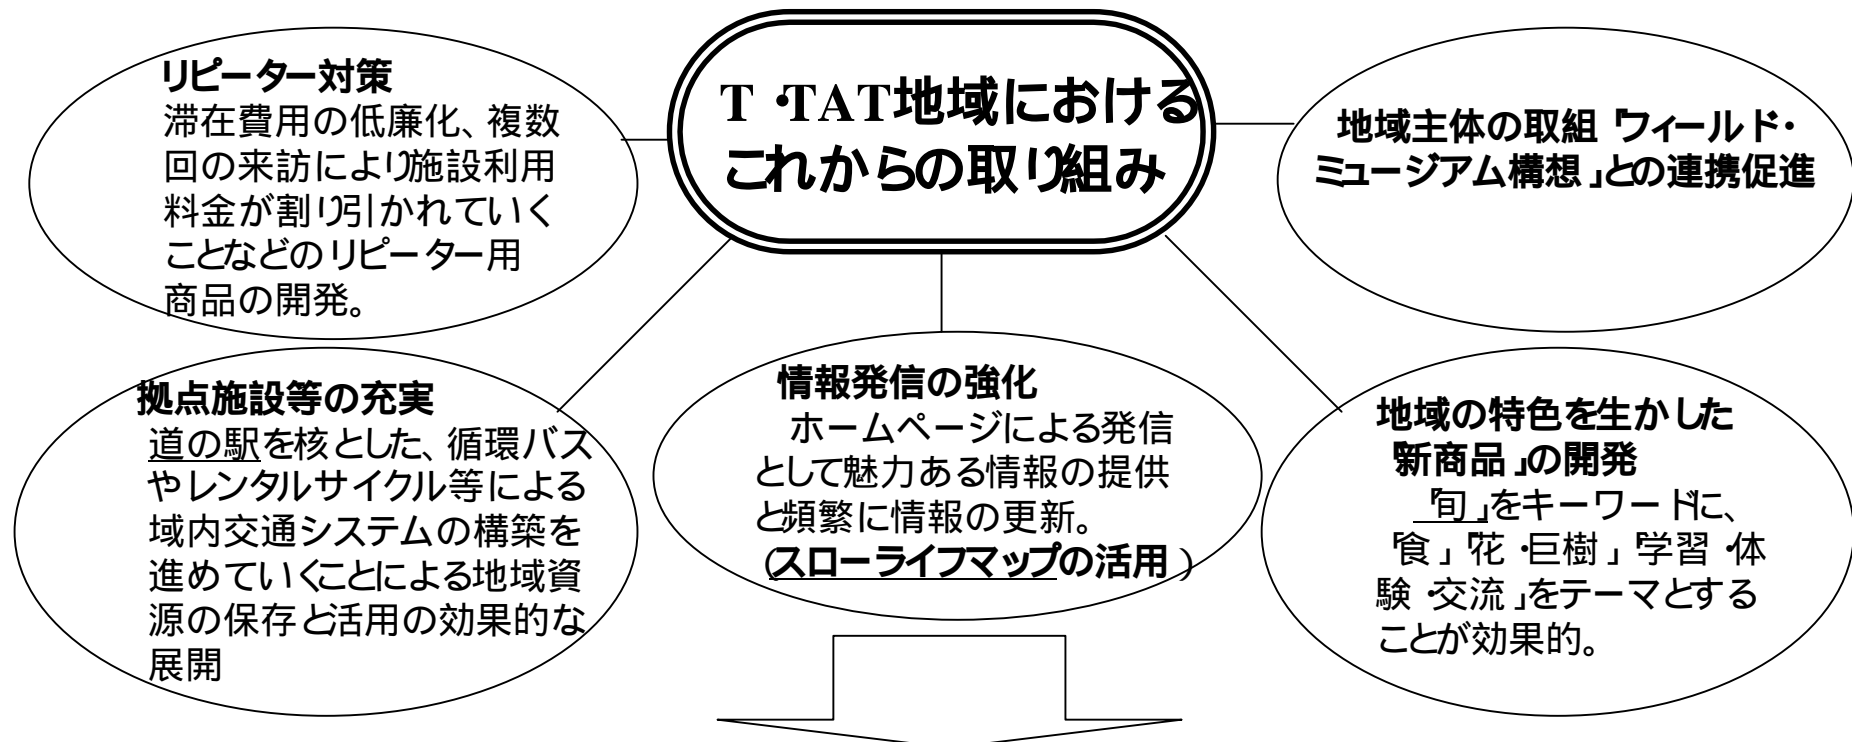 T・TAT地域における
これからの取り組み
リピーター対策
滞在費用の低廉化、複数
回の来訪により施設利用
料金が割り引かれていく
ことなどのリピーター用
商品の開発。
地域主体の取組「フィールド・
ミュージアム構想」との連携促進
拠点施設等の充実
道の駅を核とした、循環バス
やレンタルサイクル等による
域内交通システムの構築を
進めていくことによる地域資
源の保存と活用の効果的な
展開
情報発信の強化
ホームページによる発信
として魅力ある情報の提供
と頻繁に情報の更新。
(スローライフマップの活用)
地域の特色を生かした
「新商品」の開発
「旬」をキーワードに、
「食」「花・巨樹」「学習・体
験・交流」をテーマとする
ことが効果的。